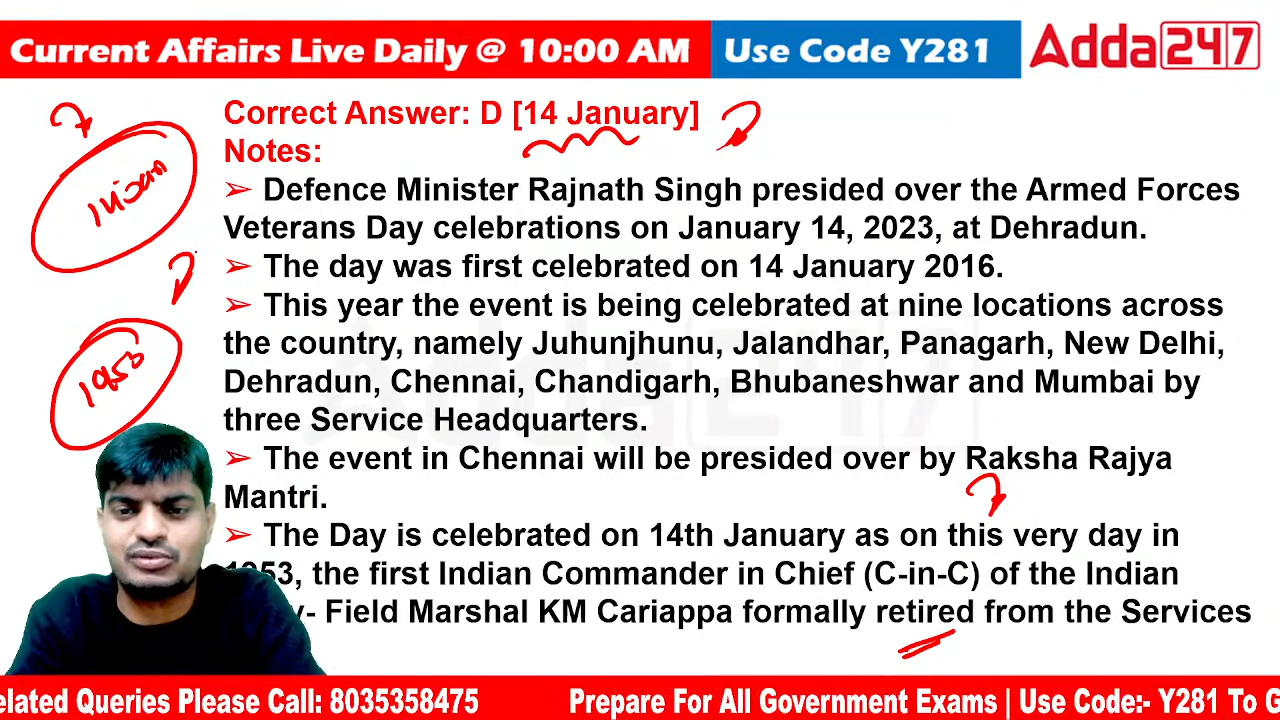 Current Affairs Live Daily @ 10:00 AM
Use Code Y281
Adda247
Correct Answer: D [14 January]
Notes:
➢ Defence Minister Rajnath Singh presided over the Armed Forces
Veterans Day celebrations on January 14, 2023, at Dehradun.
➢ The day was first celebrated on 14 January 2016.
➢ This year the event is being celebrated at nine locations across
the country, namely Juhunjhunu, Jalandhar, Panagarh, New Delhi,
Dehradun, Chennai, Chandigarh, Bhubaneshwar and Mumbai by
three Service Headquarters.
➢ The event in Chennai will be presided over by Raksha Rajya
Mantri.
➢ The Day is celebrated on 14th January as on this very day in
1953, the first Indian Commander in Chief (C-in-C) of the Indian
y- Field Marshal KM Cariappa formally retired from the Services
14 Jan
1953
elated Queries Please Call: 8035358475
Prepare For All Government Exams | Use Code:- Y281 To G